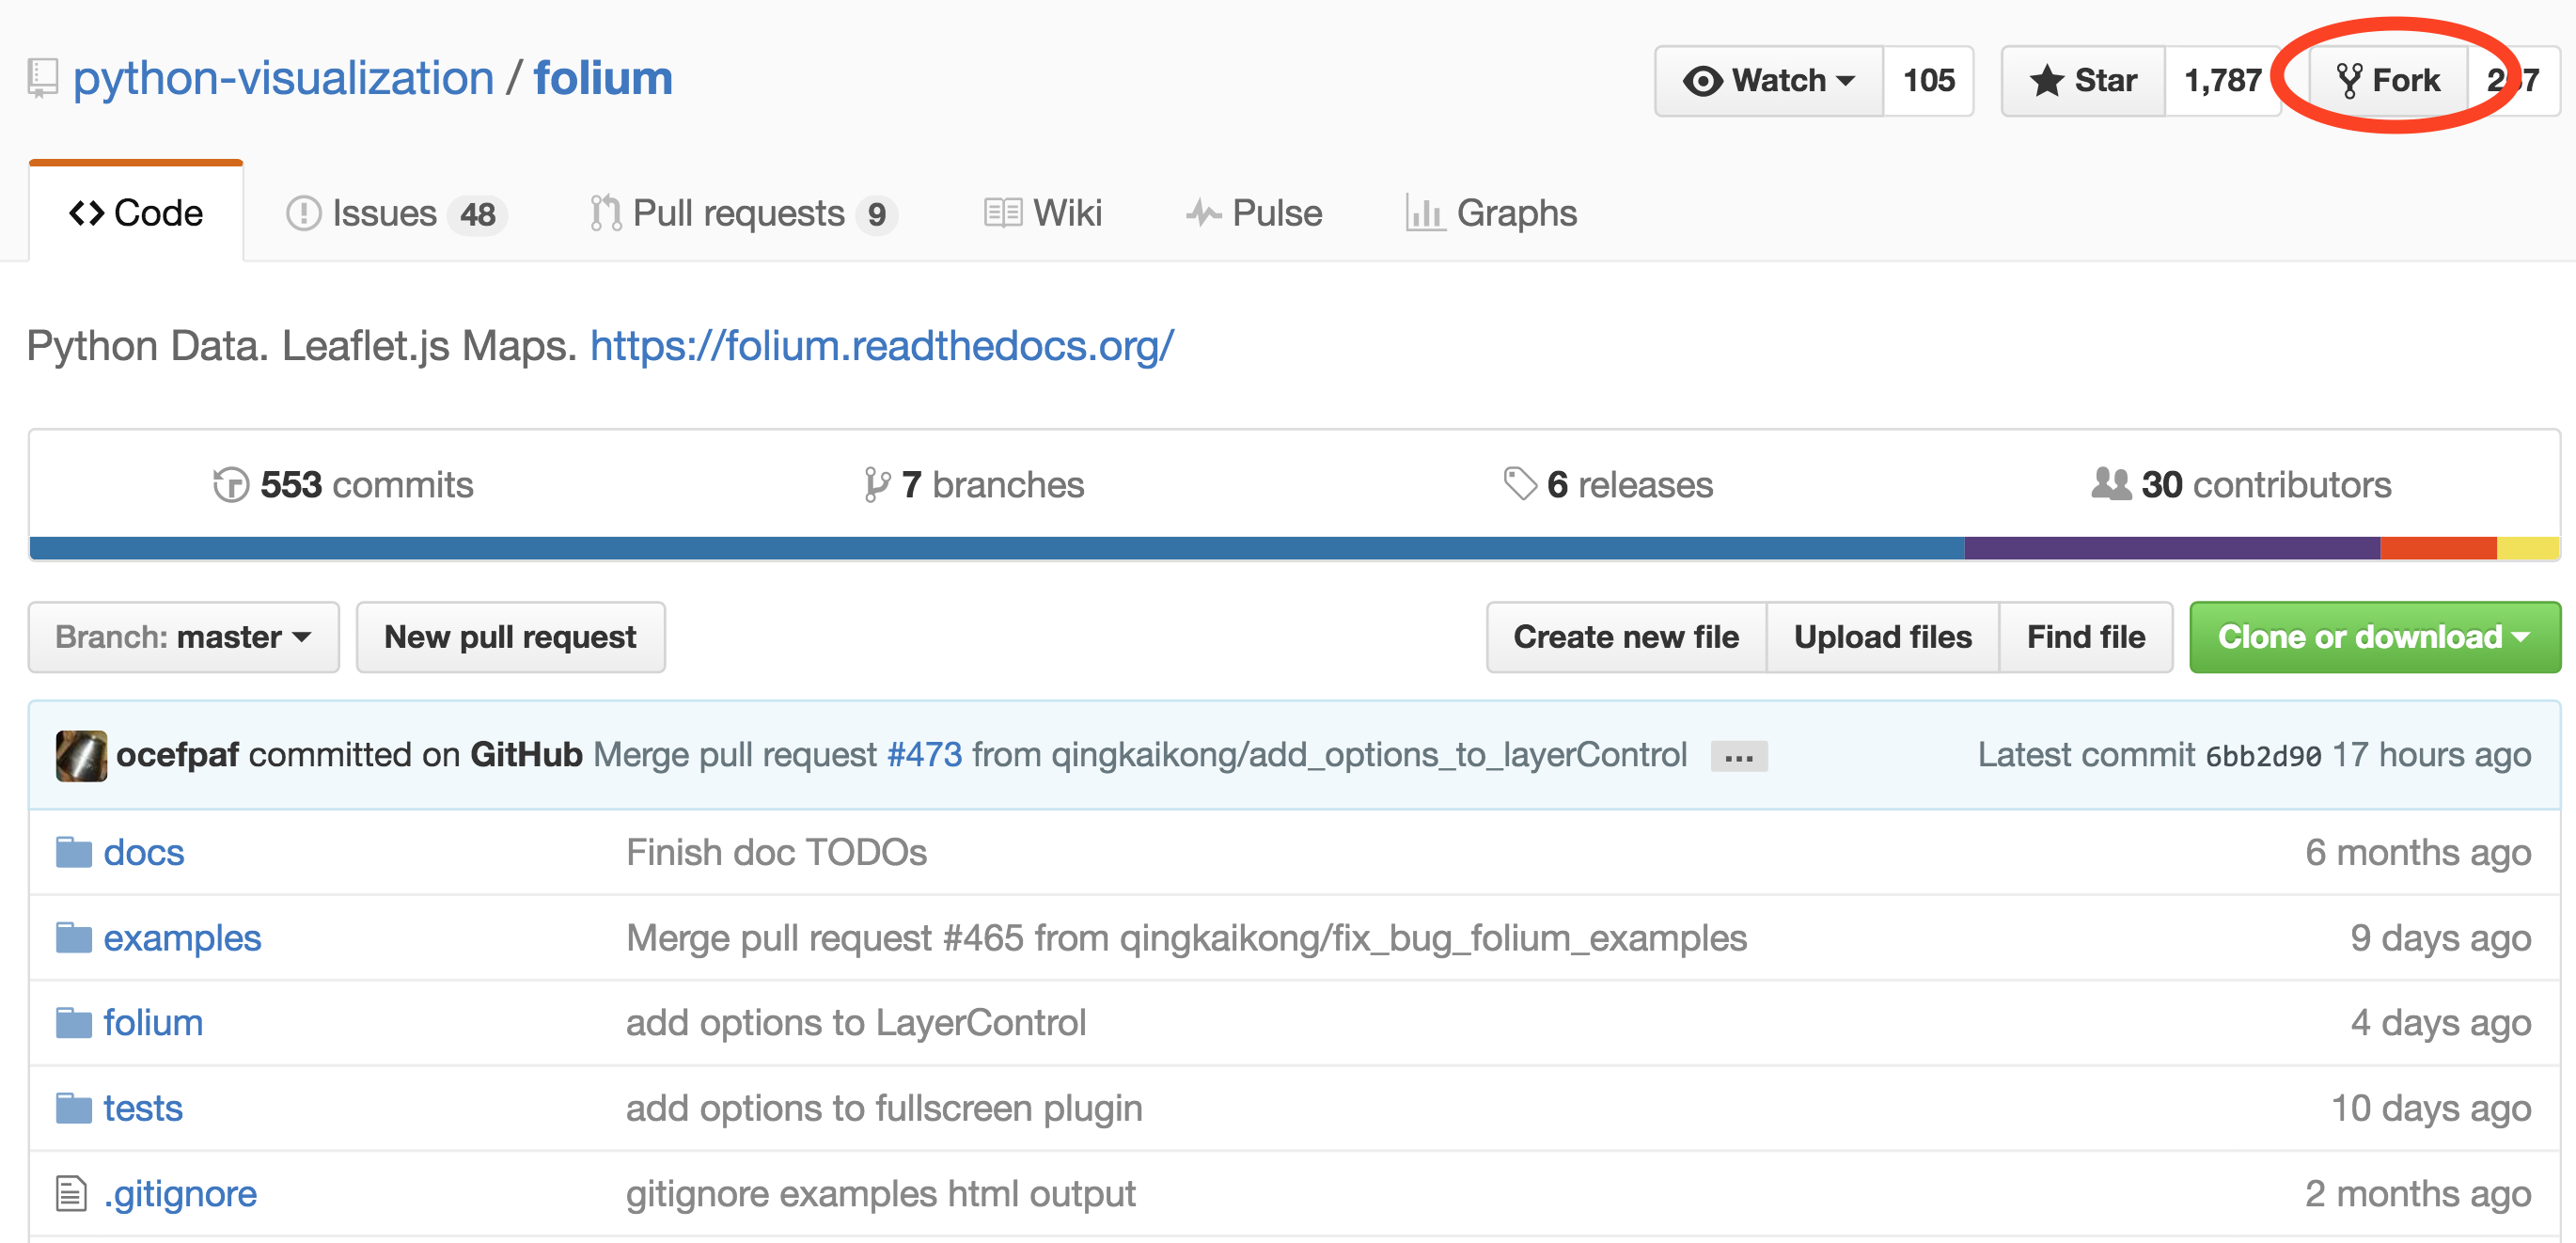 python-visualization / folium
Watch 105 Star 1,787 Fork
Code Issues 48 Pull requests 9 Wiki Pulse Graphs
Python Data. Leaflet.js Maps. https://folium.readthedocs.org/
553 commits 7 branches 6 releases 30 contributors
Branch: master New pull request Create new file Upload files Find file Clone or download
ocefpaf committed on GitHub Merge pull request #473 from qingkaikong/add_options_to_layerControl ... Latest commit 6bb2d90 17 hours ago
docs Finish doc TODOs 6 months ago
examples Merge pull request #465 from qingkaikong/fix_bug_folium_examples 9 days ago
folium add options to LayerControl 4 days ago
tests add options to fullscreen plugin 10 days ago
.gitignore gitignore examples html output 2 months ago